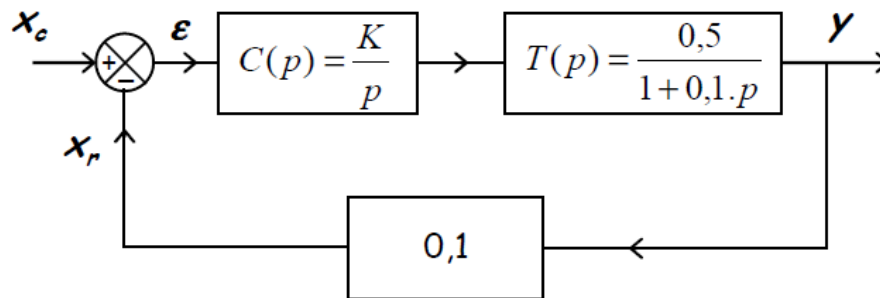 x_c
+
−
ε
C(p) = K/p
T(p) = 0,5/(1+0,1.p)
y
x_r
0,1